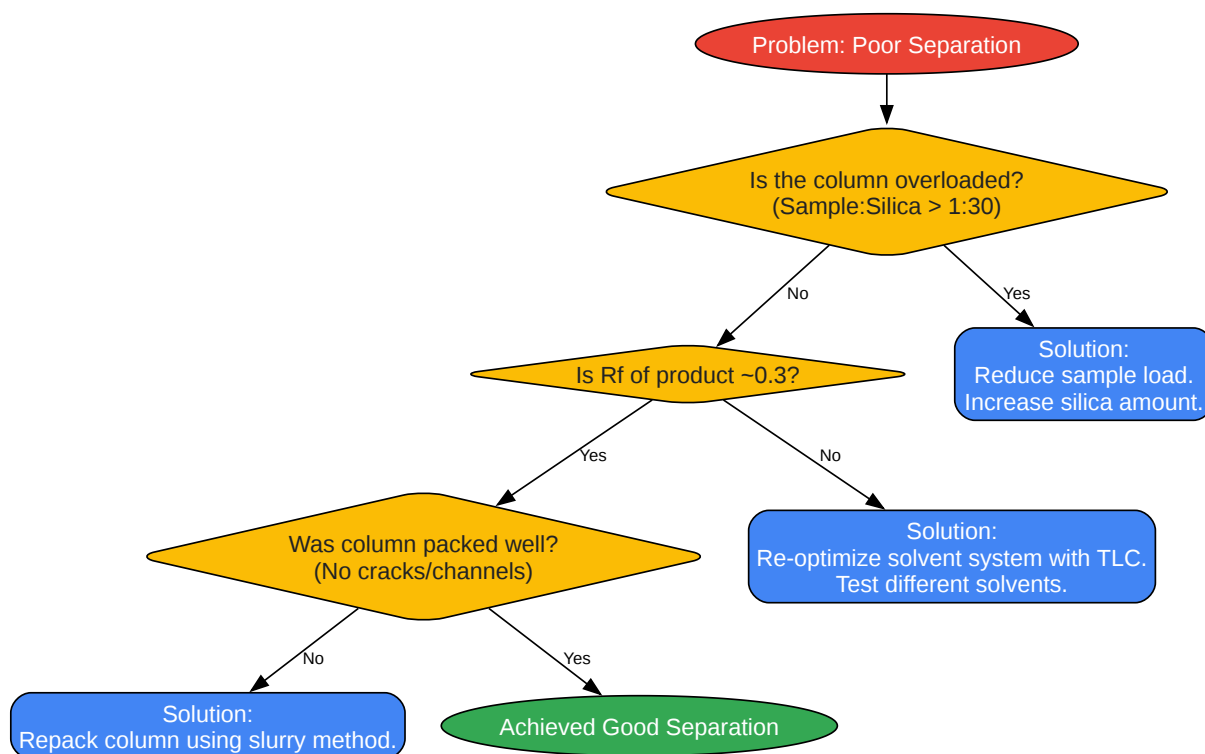 Problem: Poor Separation
Is the column overloaded?
(Sample:Silica > 1:30)
No
Yes
Solution:
Reduce sample load.
Increase silica amount.
Is Rf of product ~0.3?
Yes
No
Solution:
Re-optimize solvent system with TLC.
Test different solvents.
Was column packed well?
(No cracks/channels)
No
Yes
Solution:
Repack column using slurry method.
Achieved Good Separation